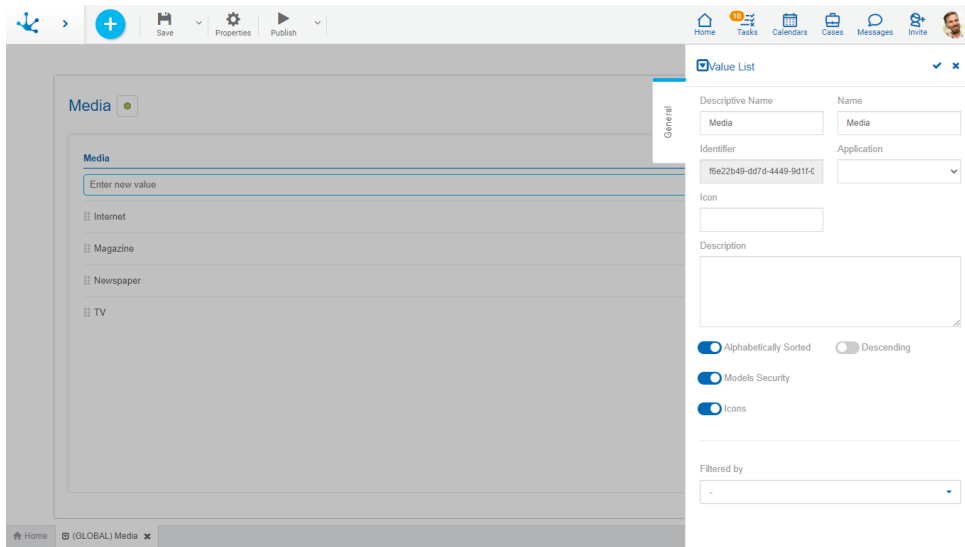 Save
Properties
Publish
Home
10
Tasks
Calendars
Cases
Messages
Invite
Media
Media
Enter new value
Internet
Magazine
Newspaper
TV
General
Value List
Descriptive Name
Name
Media
Media
Identifier
Application
f6e22b49-dd7d-4449-9d1f-0
Icon
Description
Alphabetically Sorted
Descending
Models Security
Icons
Filtered by
-
Home
(GLOBAL) Media